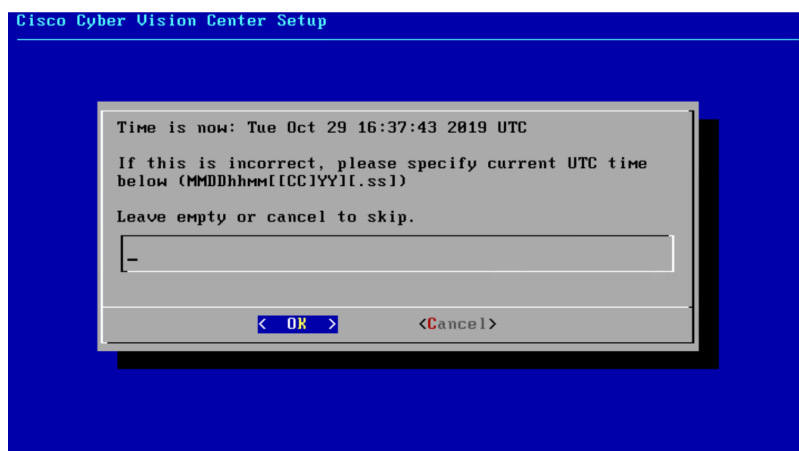 Cisco Cyber Vision Center Setup
Time is now: Tue Oct 29 16:37:43 2019 UTC
If this is incorrect, please specify current UTC time
below (MMDDhhmm[[CC]YY][.ss])
Leave empty or cancel to skip.
< OK > <Cancel>